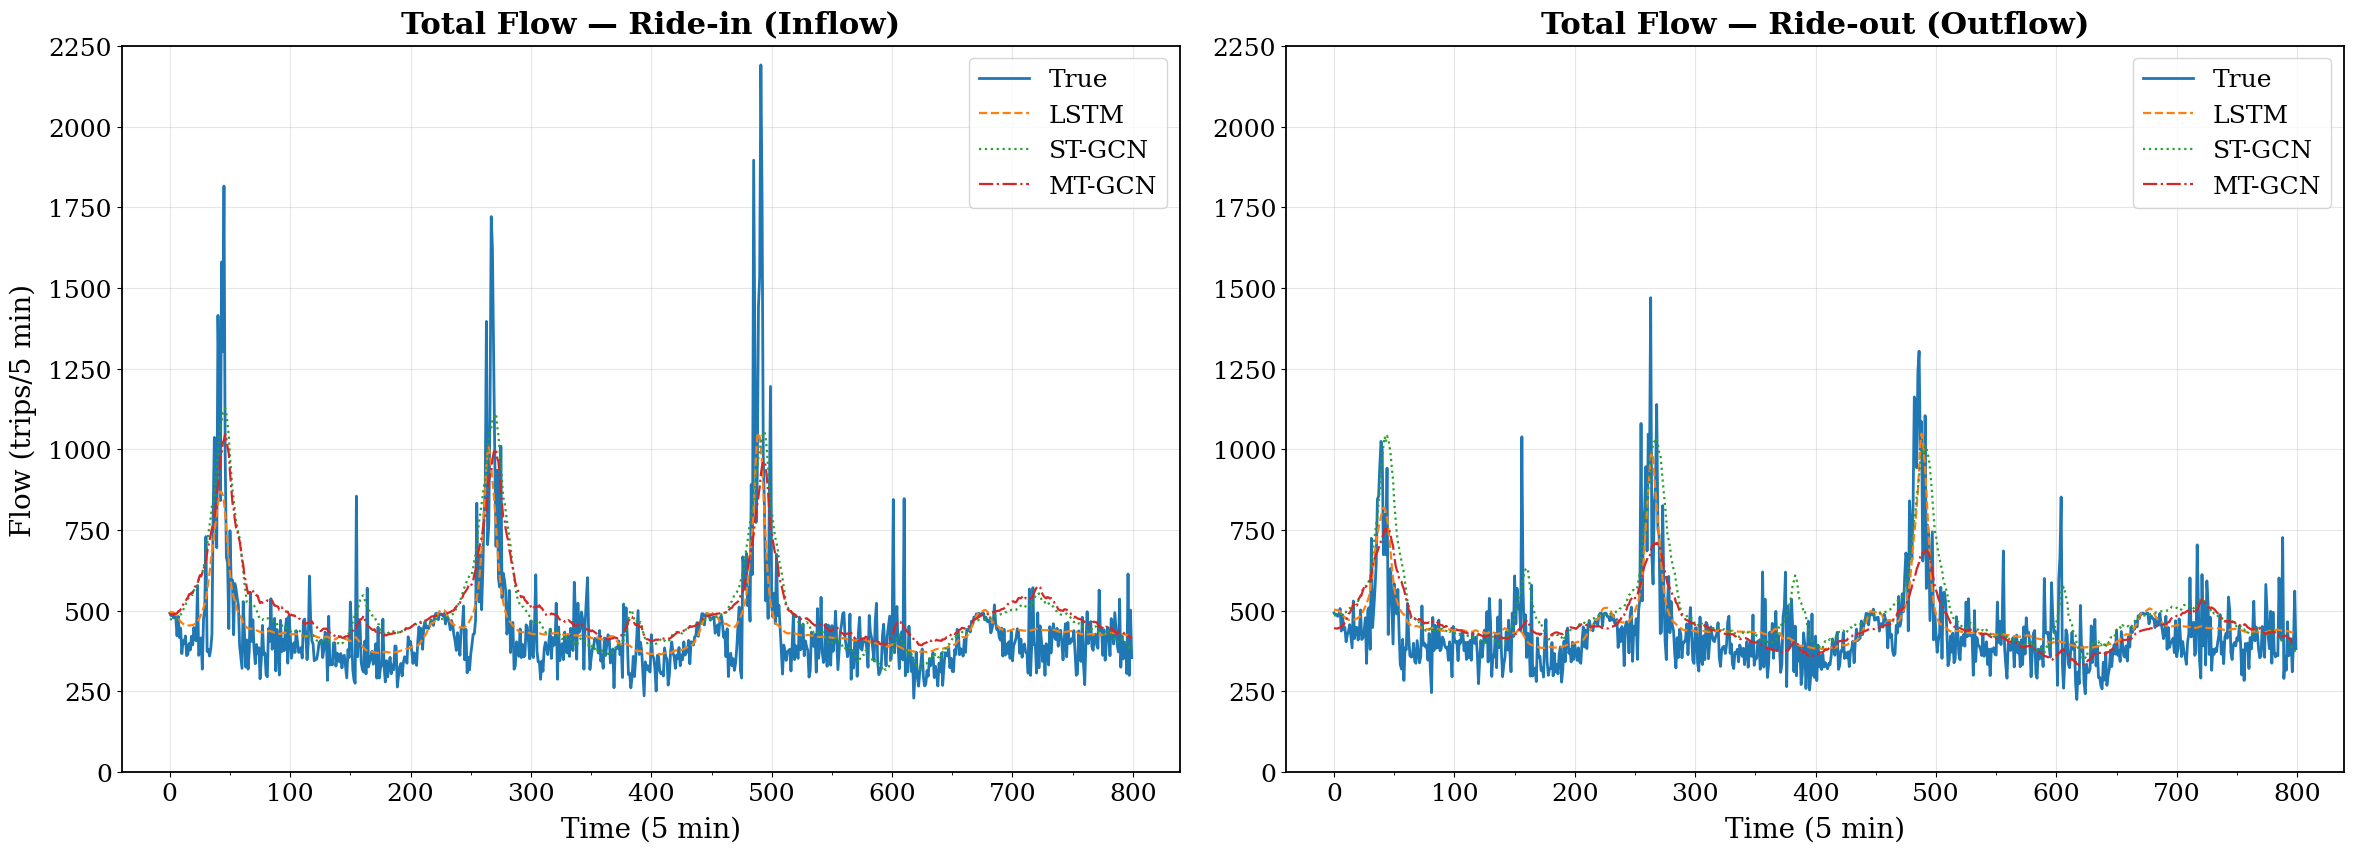 Total Flow — Ride-in (Inflow)
Flow (trips/5 min)
2250
2000
1750
1500
1250
1000
750
500
250
0
True
LSTM
ST-GCN
MT-GCN
0 100 200 300 400 500 600 700 800
Time (5 min)
Total Flow — Ride-out (Outflow)
2250
2000
1750
1500
1250
1000
750
500
250
0
True
LSTM
ST-GCN
MT-GCN
0 100 200 300 400 500 600 700 800
Time (5 min)